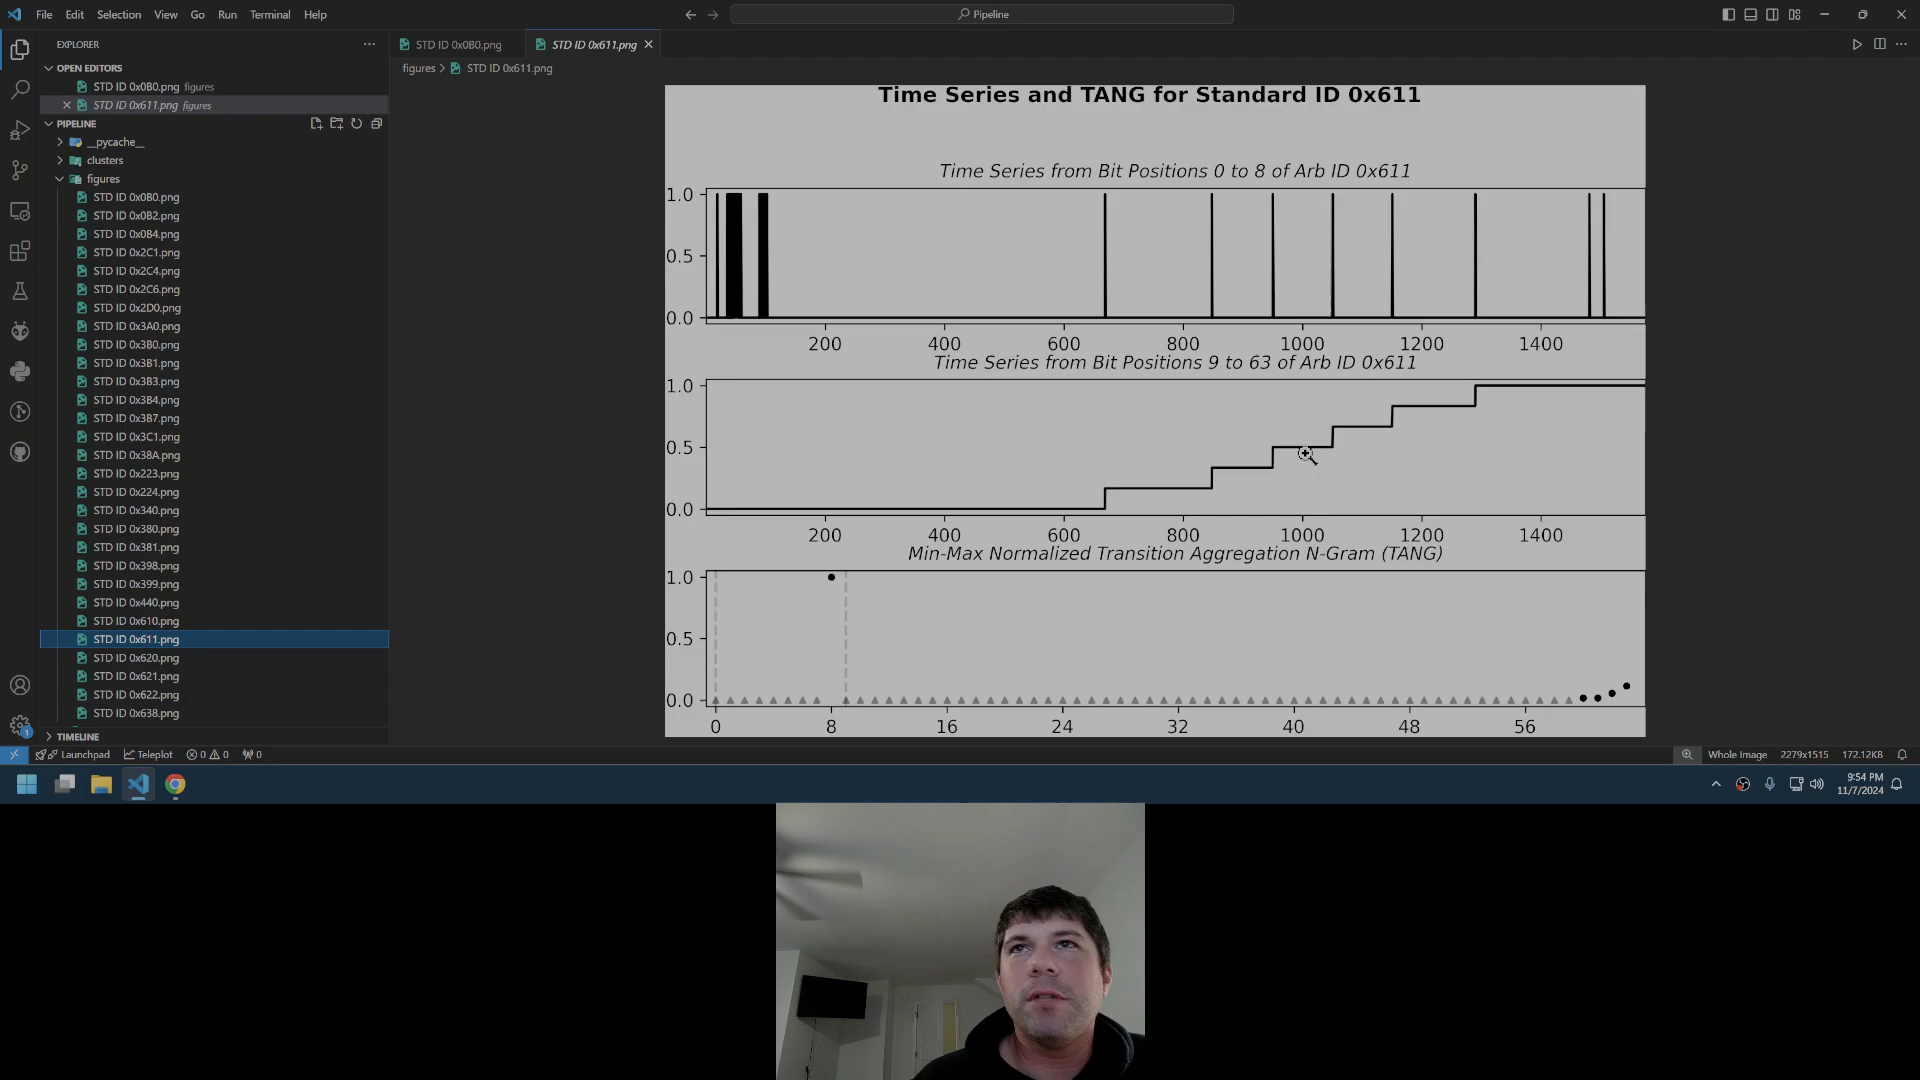 File Edit Selection View Go Run Terminal Help
Pipeline
EXPLORER
STD ID 0x0B0.png
STD ID 0x611.png
OPEN EDITORS
figures > STD ID 0x611.png
STD ID 0x0B0.png figures
STD ID 0x611.png figures
PIPELINE
__pycache__
clusters
figures
STD ID 0x0B0.png
STD ID 0x0B2.png
STD ID 0x0B4.png
STD ID 0x2C1.png
STD ID 0x2C4.png
STD ID 0x2C6.png
STD ID 0x2D0.png
STD ID 0x3A0.png
STD ID 0x3B0.png
STD ID 0x3B1.png
STD ID 0x3B3.png
STD ID 0x3B4.png
STD ID 0x3B7.png
STD ID 0x3C1.png
STD ID 0x38A.png
STD ID 0x223.png
STD ID 0x224.png
STD ID 0x340.png
STD ID 0x380.png
STD ID 0x381.png
STD ID 0x398.png
STD ID 0x399.png
STD ID 0x440.png
STD ID 0x610.png
STD ID 0x611.png
STD ID 0x620.png
STD ID 0x621.png
STD ID 0x622.png
STD ID 0x638.png
TIMELINE
Time Series and TANG for Standard ID 0x611
Time Series from Bit Positions 0 to 8 of Arb ID 0x611
1.0
0.5
0.0
200 400 600 800 1000 1200 1400
Time Series from Bit Positions 9 to 63 of Arb ID 0x611
1.0
0.5
0.0
200 400 600 800 1000 1200 1400
Min-Max Normalized Transition Aggregation N-Gram (TANG)
1.0
0.5
0.0
0 8 16 24 32 40 48 56
Launchpad Teleplot 0 0 0
Whole Image 2279x1515 172.12KB
1
9:54 PM
11/7/2024